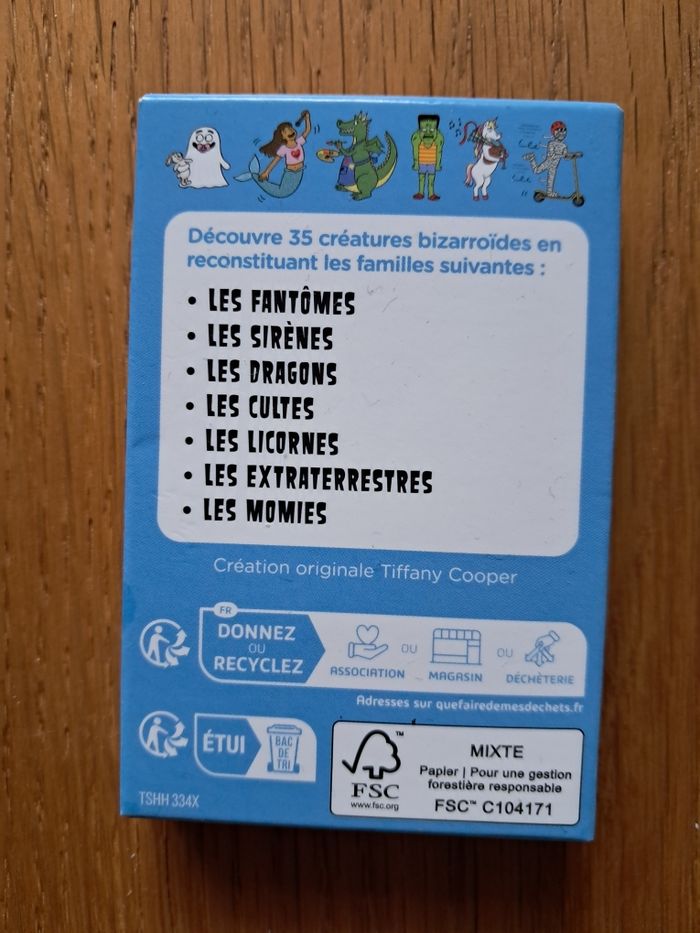 Découvre 35 créatures bizarroïdes en
reconstituant les familles suivantes :
• LES FANTÔMES
• LES SIRÈNES
• LES DRAGONS
• LES CULTES
• LES LICORNES
• LES EXTRATERRESTRES
• LES MOMIES
Création originale Tiffany Cooper
FR
DONNEZ
OU
RECYCLEZ
ASSOCIATION
OU
MAGASIN
OU
DÉCHÈTERIE
Adresses sur quefairedemesdechets.fr
ÉTUI
BAC
DE
TRI
TSHH 334X
FSC
www.fsc.org
MIXTE
Papier | Pour une gestion
forestière responsable
FSC™ C104171